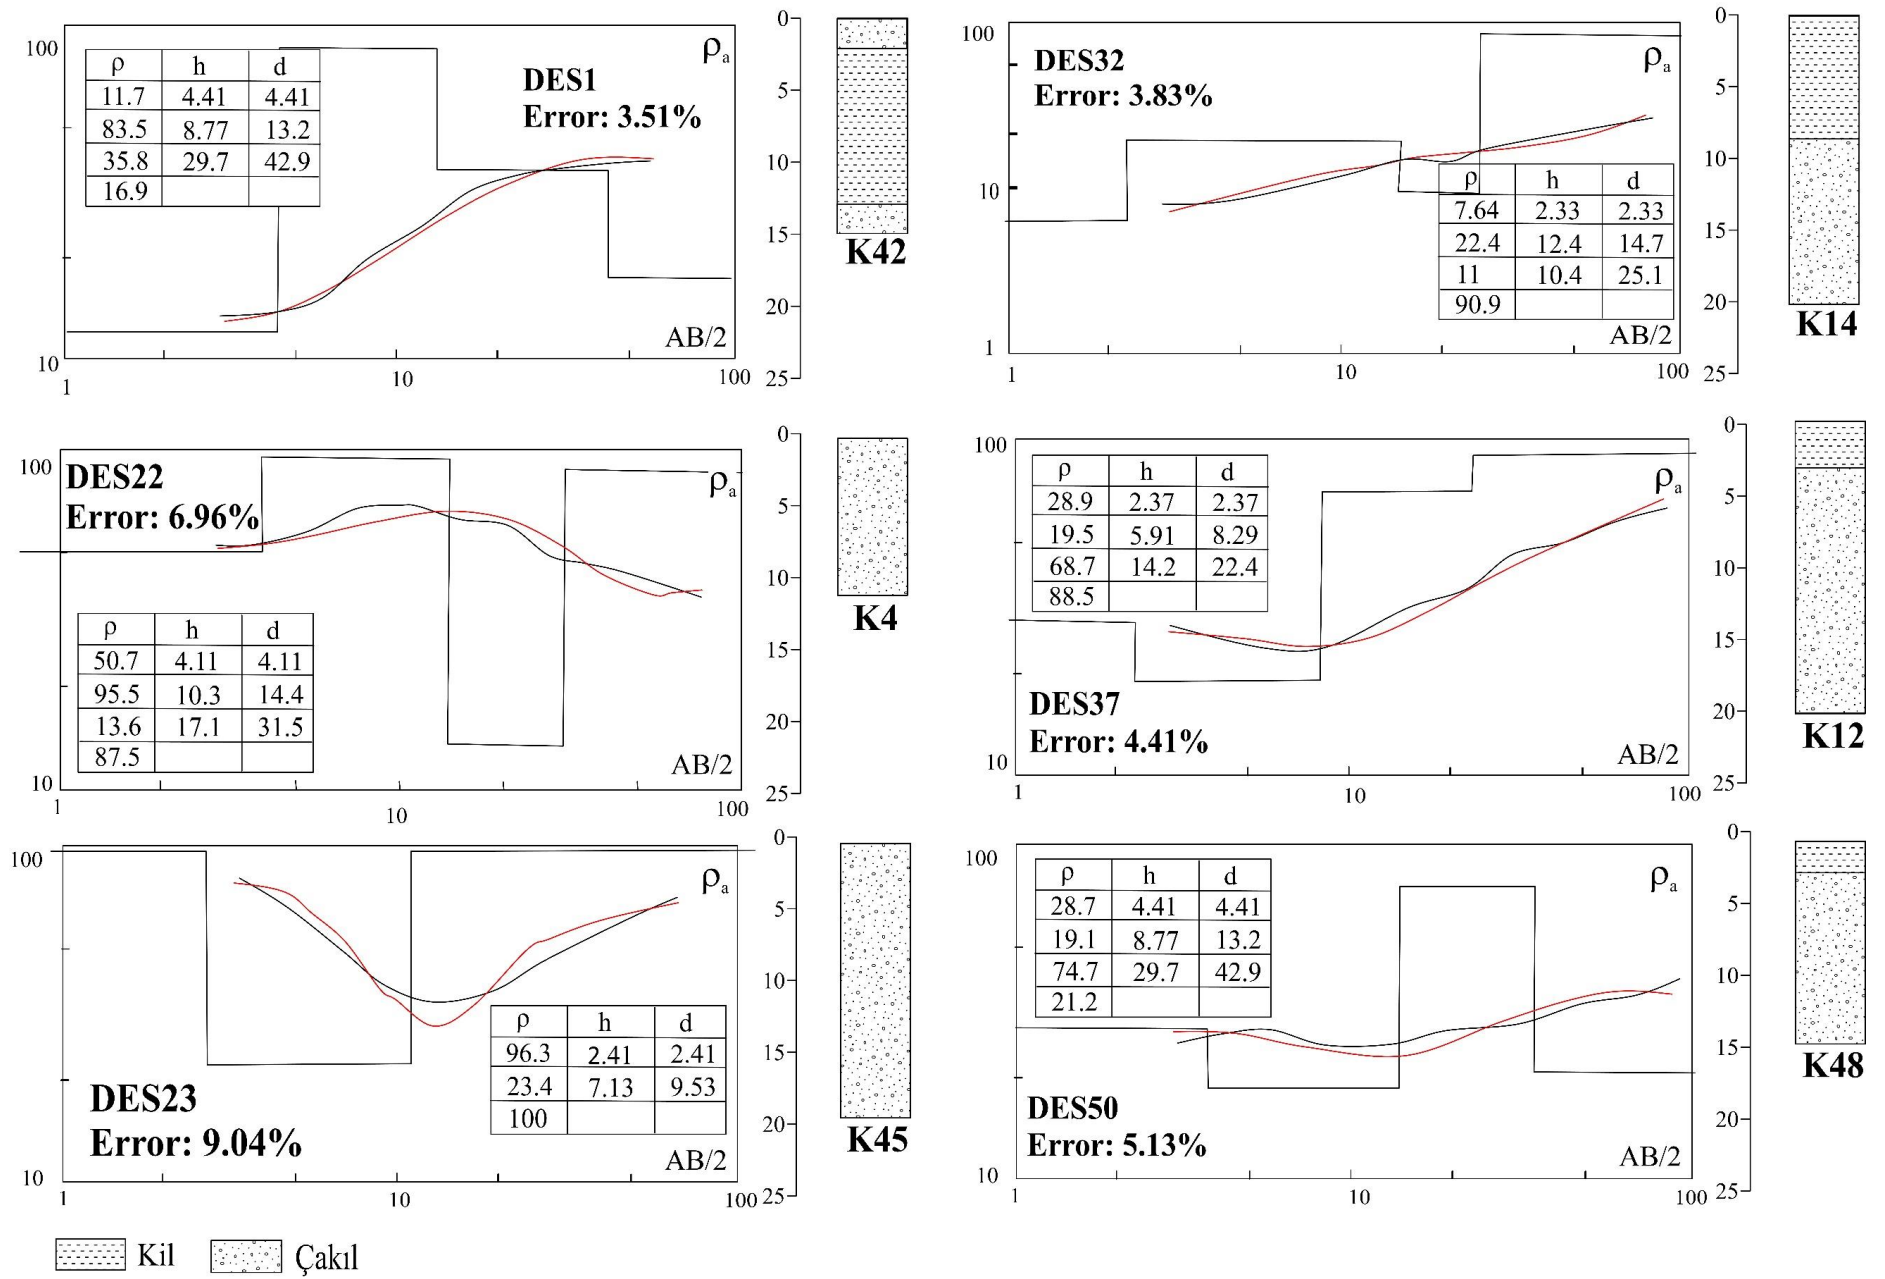 100
ρ h d
11.7 4.41 4.41
83.5 8.77 13.2
35.8 29.7 42.9
16.9
DES1
Error: 3.51%
ρa
AB/2
10
1 10 100
0
5
10
15
20
25
K42
100
DES32
Error: 3.83%
ρa
10
ρ h d
7.64 2.33 2.33
22.4 12.4 14.7
11 10.4 25.1
90.9
AB/2
1
1 10 100
0
5
10
15
20
25
K14
100
DES22
Error: 6.96%
ρa
ρ h d
50.7 4.11 4.11
95.5 10.3 14.4
13.6 17.1 31.5
87.5
AB/2
10
1 10 100
0
5
10
15
20
25
K4
100
ρ h d
28.9 2.37 2.37
19.5 5.91 8.29
68.7 14.2 22.4
88.5
ρa
DES37
Error: 4.41%
AB/2
10
1 10 100
0
5
10
15
20
25
K12
100
ρa
ρ h d
96.3 2.41 2.41
23.4 7.13 9.53
100
DES23
Error: 9.04%
AB/2
10
1 10 100
0
5
10
15
20
25
K45
100
ρ h d
28.7 4.41 4.41
19.1 8.77 13.2
74.7 29.7 42.9
21.2
ρa
DES50
Error: 5.13%
AB/2
10
1 10 100
0
5
10
15
20
25
K48
Kil Çakıl